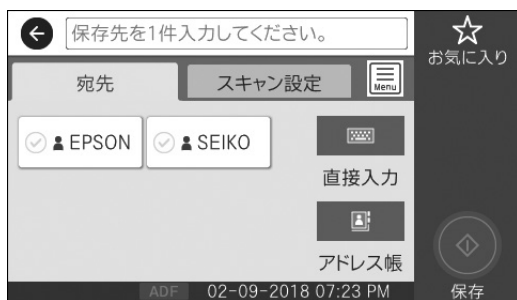 保存先を1件入力してください。
お気に入り
宛先
スキャン設定
Menu
EPSON
SEIKO
直接入力
アドレス帳
ADF 02-09-2018 07:23 PM
保存